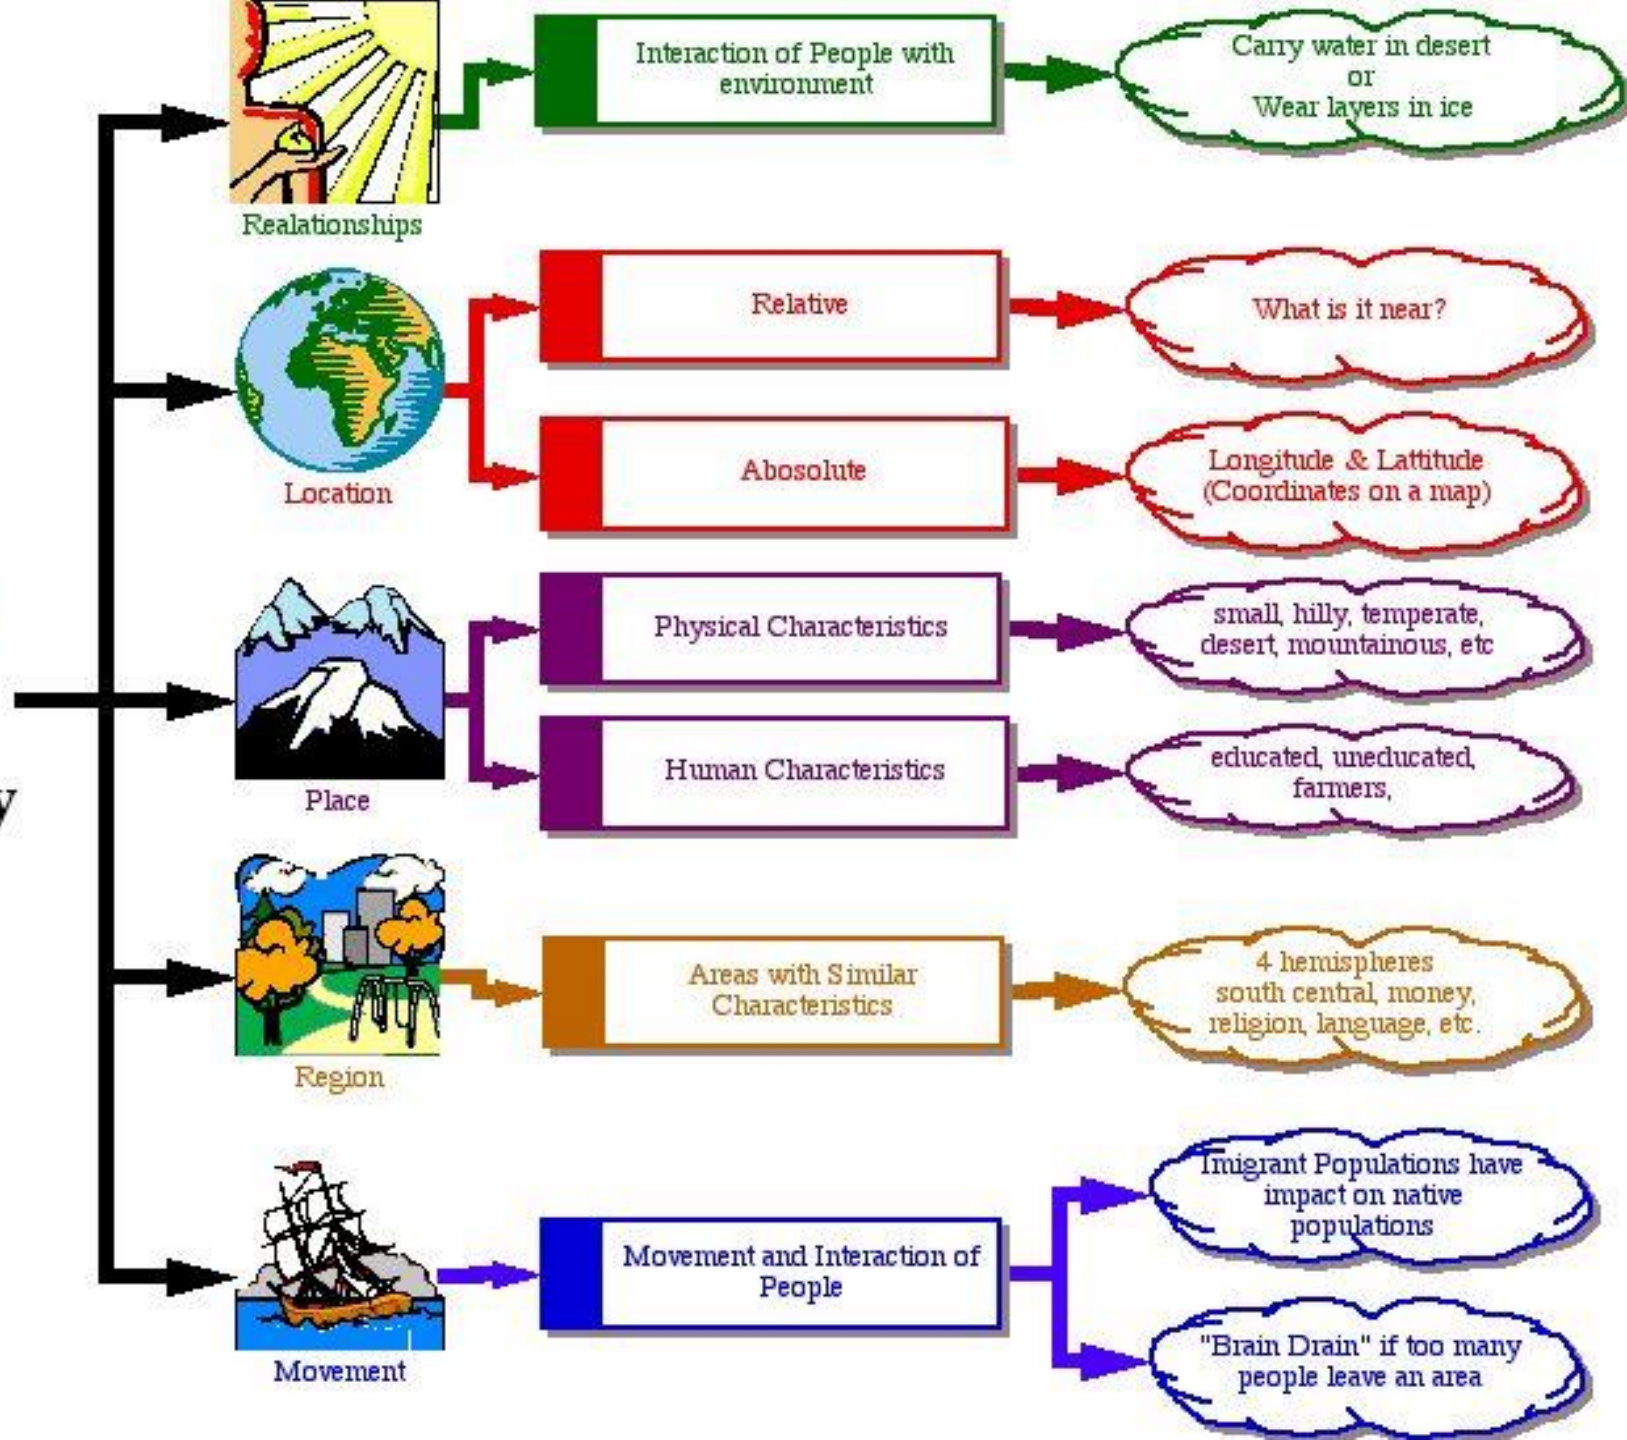 Interaction of People with
environment
Carry water in desert
or
Wear layers in ice
Realationships
Relative
What is it near?
Abosolute
Longitude & Lattitude
(Coordinates on a map)
Location
Physical Characteristics
small, hilly, temperate,
desert, mountainous, etc
Human Characteristics
educated, uneducated,
farmers,
Place
y
Areas with Similar
Characteristics
4 hemispheres
south central, money,
religion, language, etc.
Region
Movement and Interaction of
People
Imigrant Populations have
impact on native
populations
"Brain Drain" if too many
people leave an area
Movement